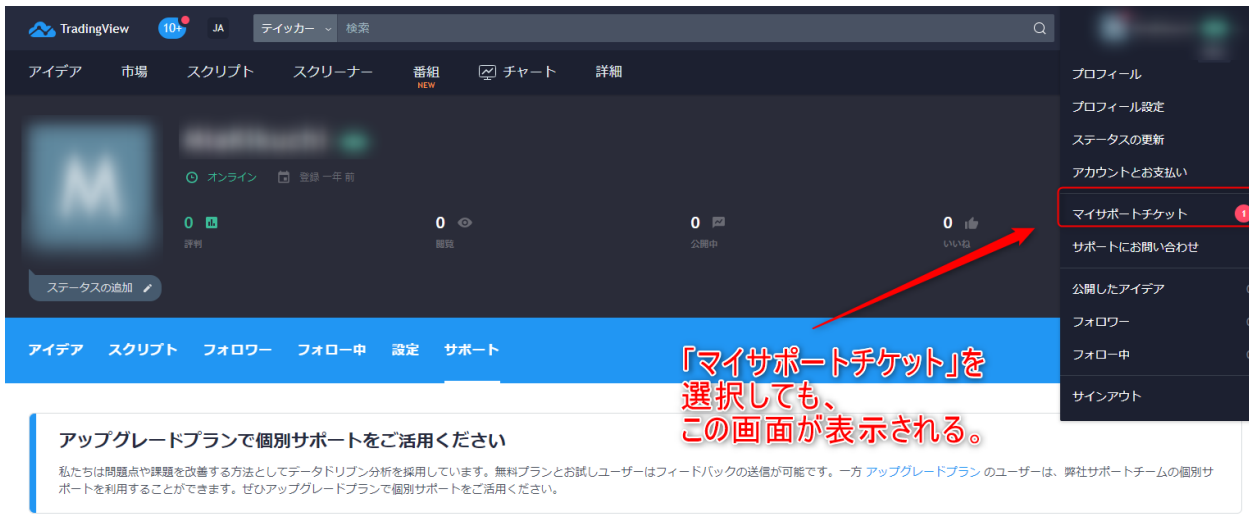 TradingView 10+ JA ティッカー 検索
アイデア 市場 スクリプト スクリーナー 番組 チャート 詳細
NEW
M
オンライン 登録 一年 前
0 0 0 0
評判 閲覧 公開中 いいね
ステータスの追加
プロフィール
プロフィール設定
ステータスの更新
アカウントとお支払い
マイサポートチケット 1
サポートにお問い合わせ
公開したアイデア
フォロワー
フォロー中
サインアウト
アイデア スクリプト フォロワー フォロー中 設定 サポート
「マイサポートチケット」を
選択しても、
この画面が表示される。
アップグレードプランで個別サポートをご活用ください
私たちは問題点や課題を改善する方法としてデータドリブン分析を採用しています。無料プランとお試しユーザーはフィードバックの送信が可能です。一方 アップグレードプラン のユーザーは、弊社サポートチームの個別サ
ポートを利用することができます。ぜひアップグレードプランで個別サポートをご活用ください。